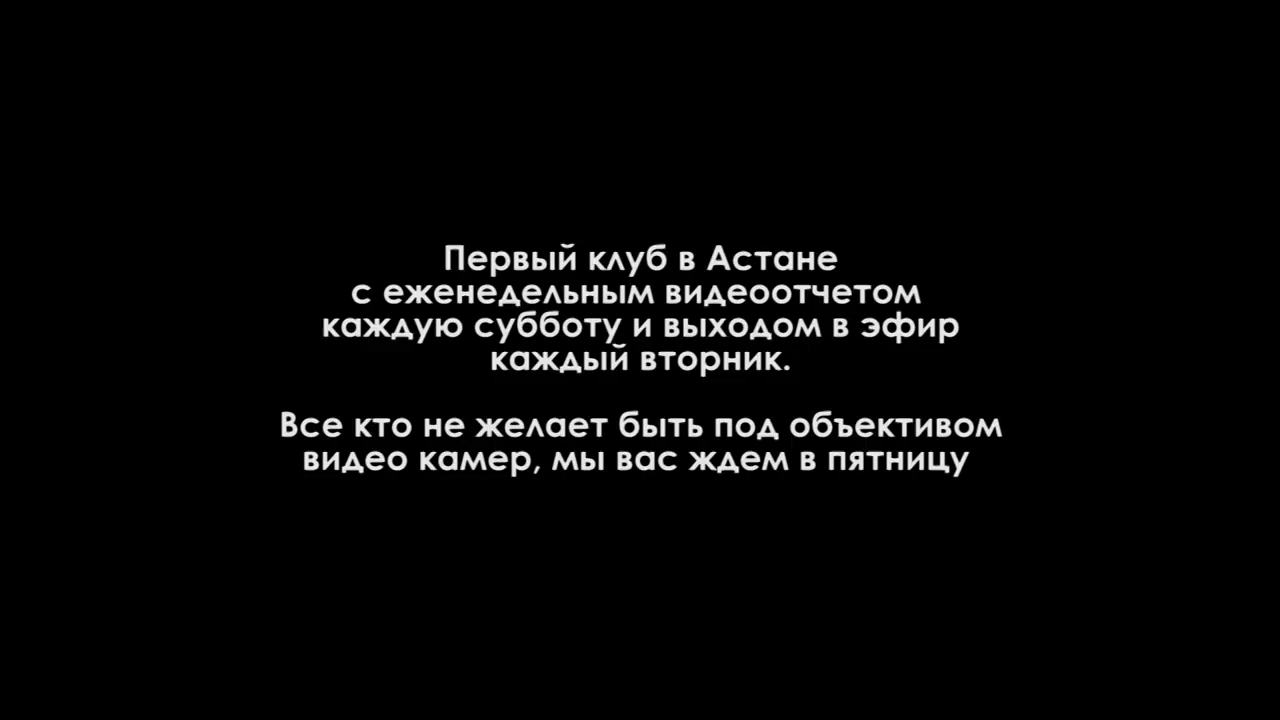 Первый клуб в Астане
с еженедельным видеоотчетом
каждую субботу и выходом в эфир
каждый вторник.
Все кто не желает быть под объективом
видео камер, мы вас ждем в пятницу